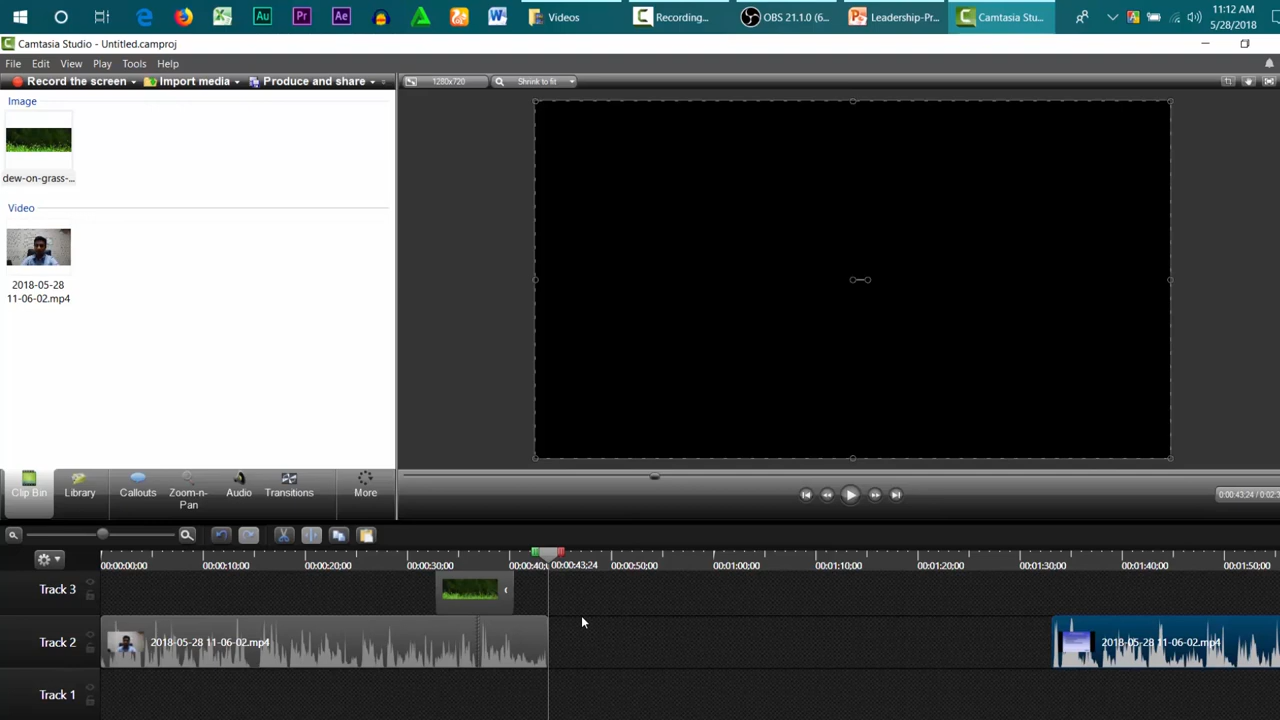 Au
Pr
Ae
Videos
Recording...
OBS 21.1.0 (6...
Leadership-Pr...
Camtasia Stu...
11:12 AM
5/28/2018
Camtasia Studio - Untitled.camproj
File Edit View Play Tools Help
Record the screen Import media Produce and share
1280x720 Shrink to fit
Image
dew-on-grass-...
Video
2018-05-28
11-06-02.mp4
Clip Bin Library Callouts Zoom-n-
Pan Audio Transitions More
0:00:43;24 / 0:02:3
00:00:00;00 00:00:10;00 00:00:20;00 00:00:30;00 00:00:40; 00:00:43;24 00:00:50;00 00:01:00;00 00:01:10;00 00:01:20;00 00:01:30;00 00:01:40;00 00:01:50;00
Track 3
Track 2 2018-05-28 11-06-02.mp4 2018-05-28 11-06-02.mp4
Track 1